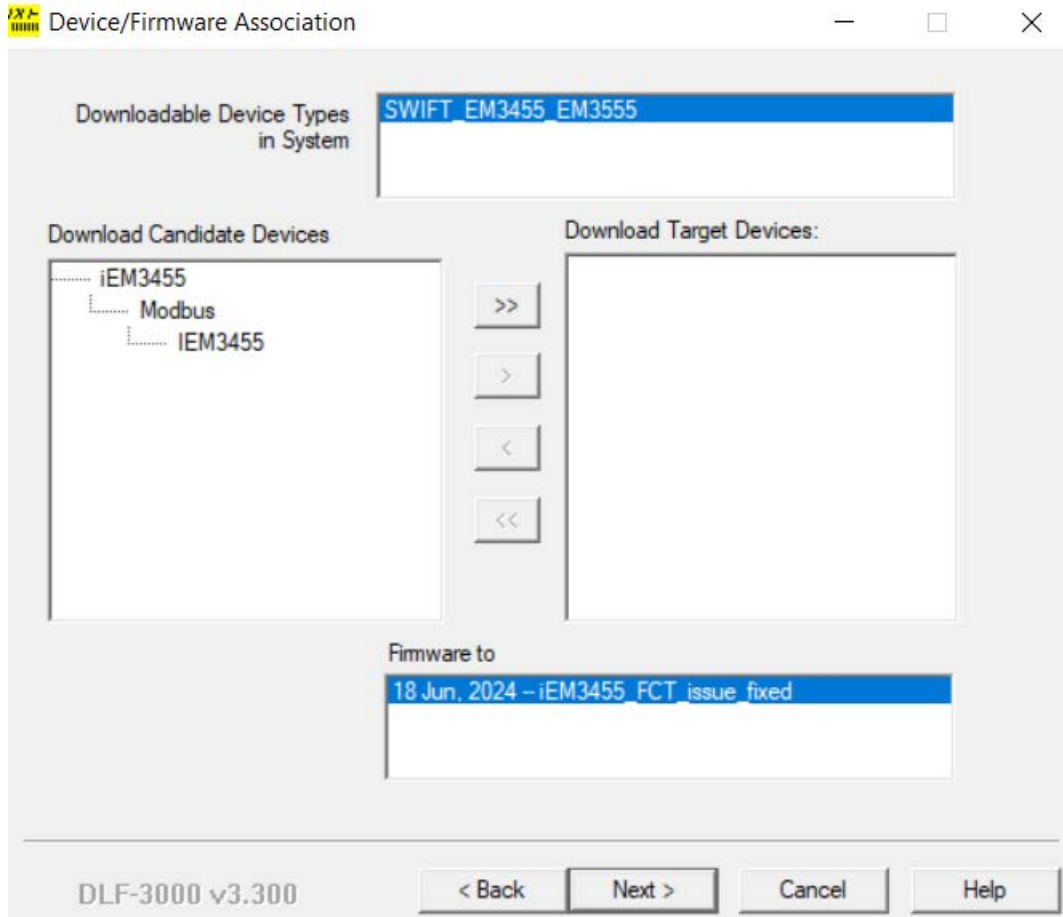 Device/Firmware Association
Downloadable Device Types
in System
SWIFT_EM3455_EM3555
Download Candidate Devices
Download Target Devices:
iEM3455
Modbus
IEM3455
>>
>
<
<<
Firmware to
18 Jun, 2024 -- iEM3455_FCT_issue_fixed
DLF-3000 v3.300
< Back
Next >
Cancel
Help